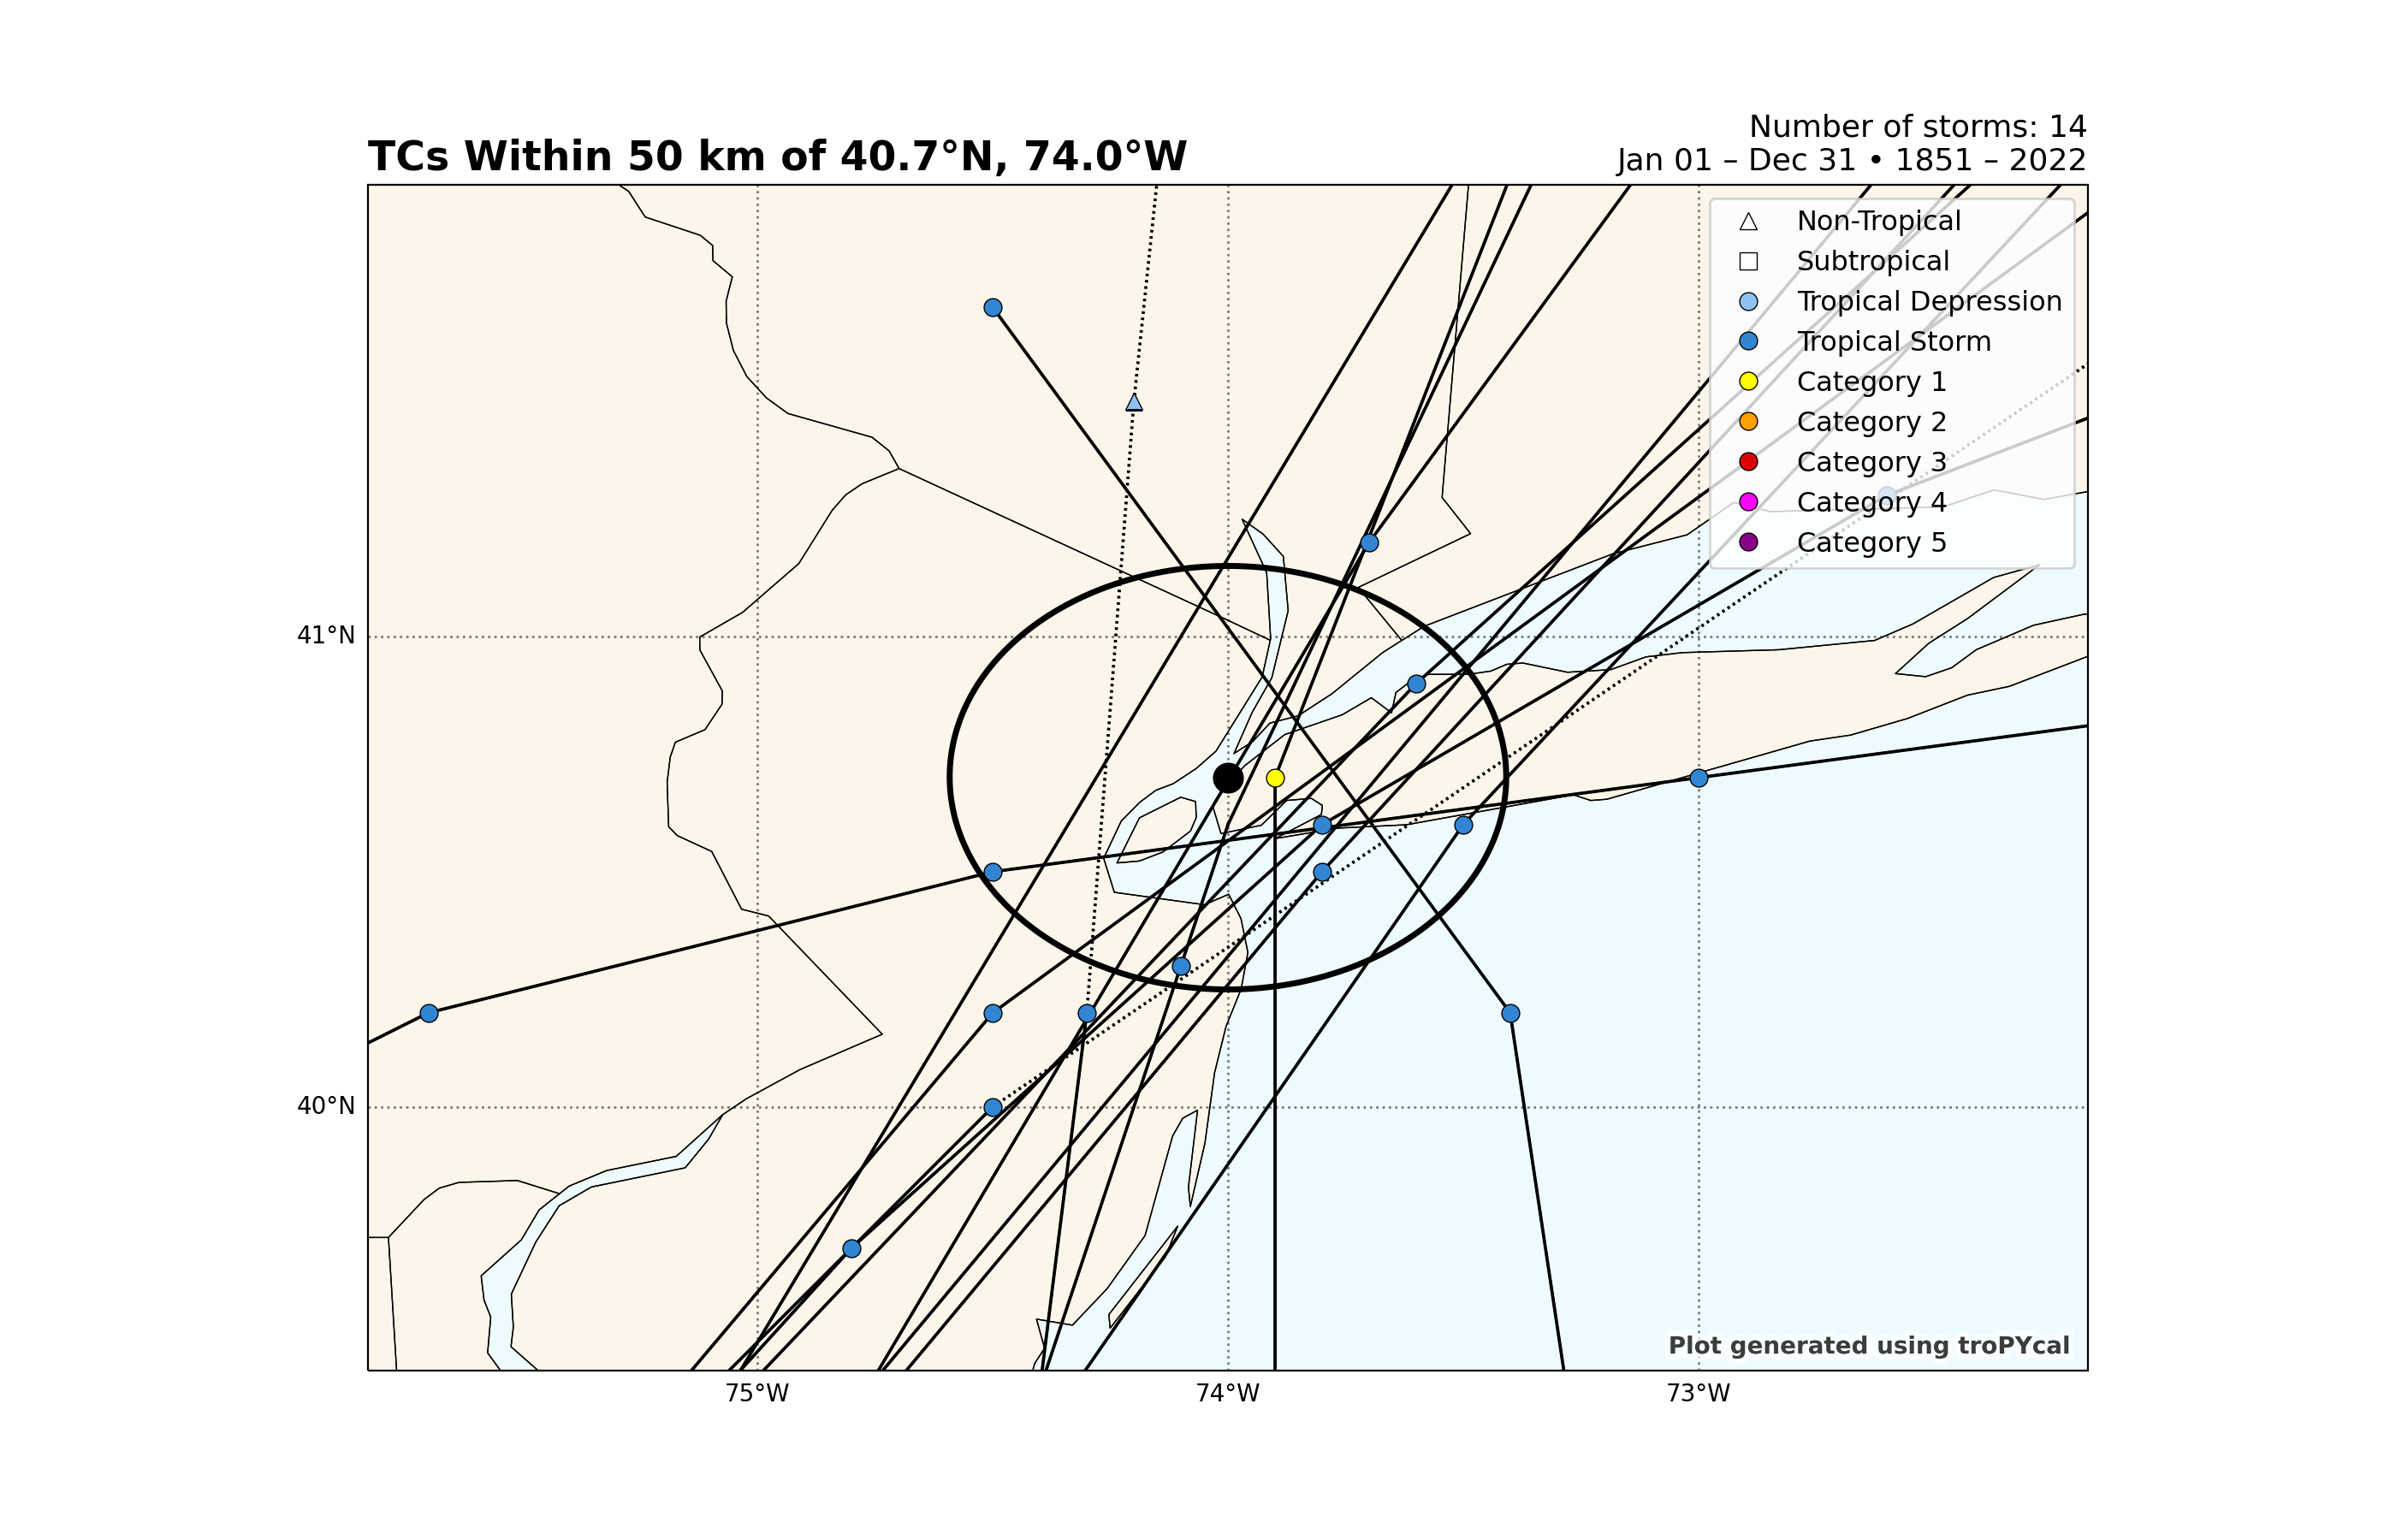 TCs Within 50 km of 40.7°N, 74.0°W
Number of storms: 14
Jan 01 – Dec 31 • 1851 – 2022
Non-Tropical
Subtropical
Tropical Depression
Tropical Storm
Category 1
Category 2
Category 3
Category 4
Category 5
41°N
40°N
Plot generated using troPYcal
75°W
74°W
73°W